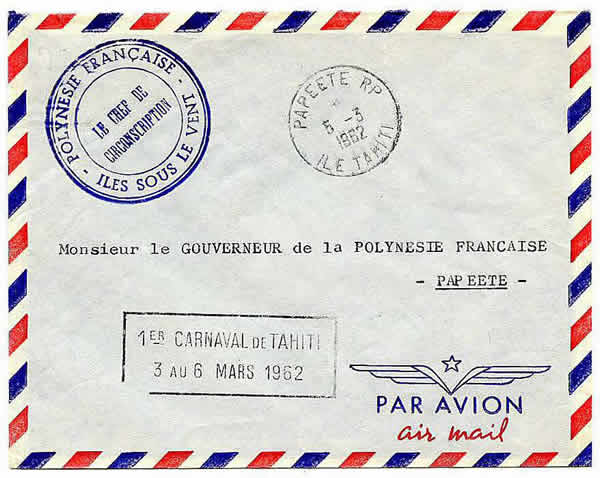 - POLYNESIE FRANÇAISE -
ILES SOUS LE VENT
LE CHEF DE
CIRCONSCRIPTION
PAPEETE RP
5 -3
1962
ILE TAHITI
Monsieur le GOUVERNEUR de la POLYNESIE FRANCAISE
- PAPEETE -
1ER CARNAVAL DE TAHITI
3 AU 6 MARS 1962
PAR AVION
air mail